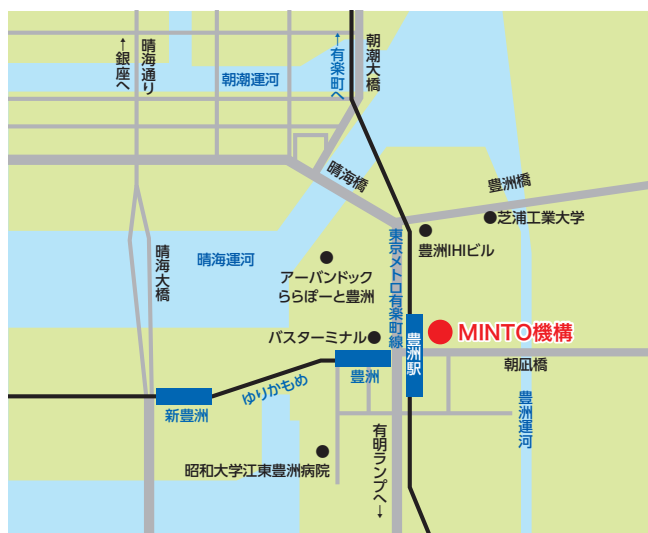 ←銀座へ
晴海通り
朝潮運河
←有楽町へ
朝潮大橋
晴海橋
豊洲橋
芝浦工業大学
豊洲IHIビル
晴海大橋
晴海運河
アーバンドック
ららぽーと豊洲
東京メトロ有楽町線
バスターミナル
豊洲駅
MINTO機構
朝凪橋
豊洲
ゆりかもめ
新豊洲
豊洲運河
有明ランプへ→
昭和大学江東豊洲病院